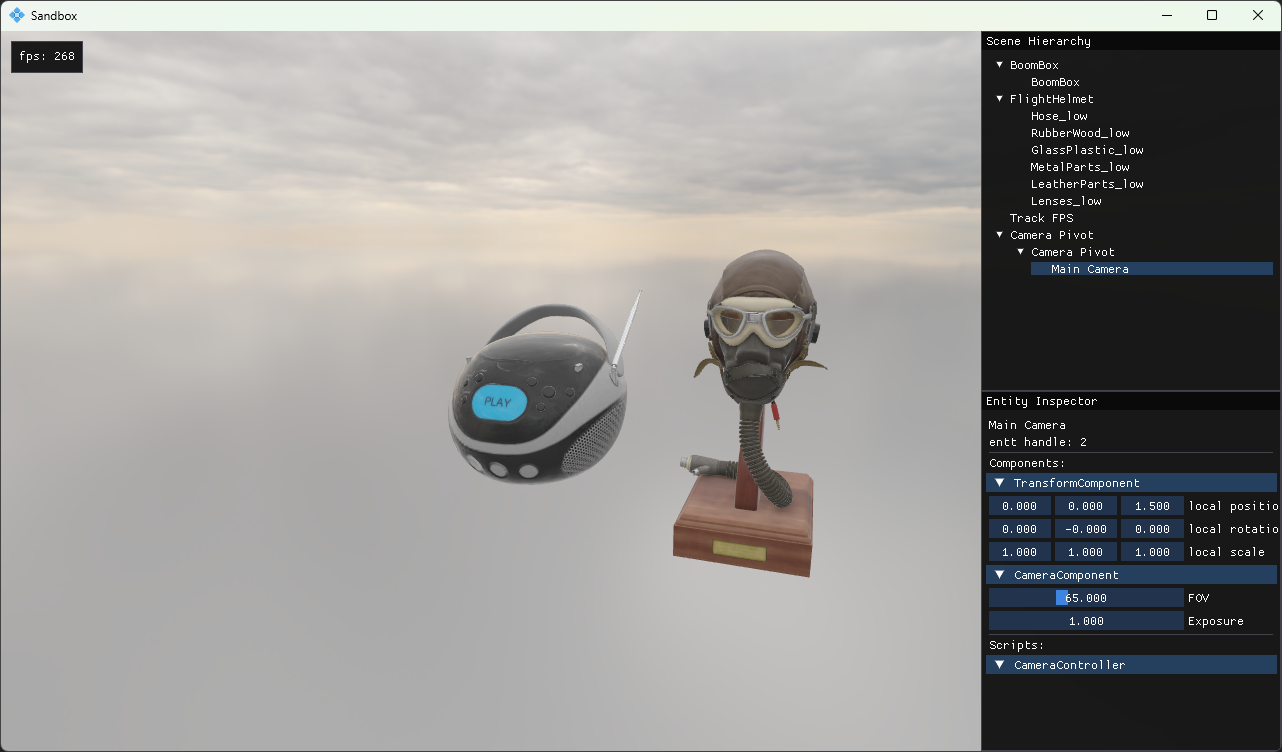 Sandbox
fps: 268
PLAY
Scene Hierarchy
BoomBox
BoomBox
FlightHelmet
Hose_low
RubberWood_low
GlassPlastic_low
MetalParts_low
LeatherParts_low
Lenses_low
Track FPS
Camera Pivot
Camera Pivot
Main Camera
Entity Inspector
Main Camera
entt handle: 2
Components:
TransformComponent
0.000 0.000 1.500 local positio
0.000 -0.000 0.000 local rotatio
1.000 1.000 1.000 local scale
CameraComponent
65.000 FOV
1.000 Exposure
Scripts:
CameraController